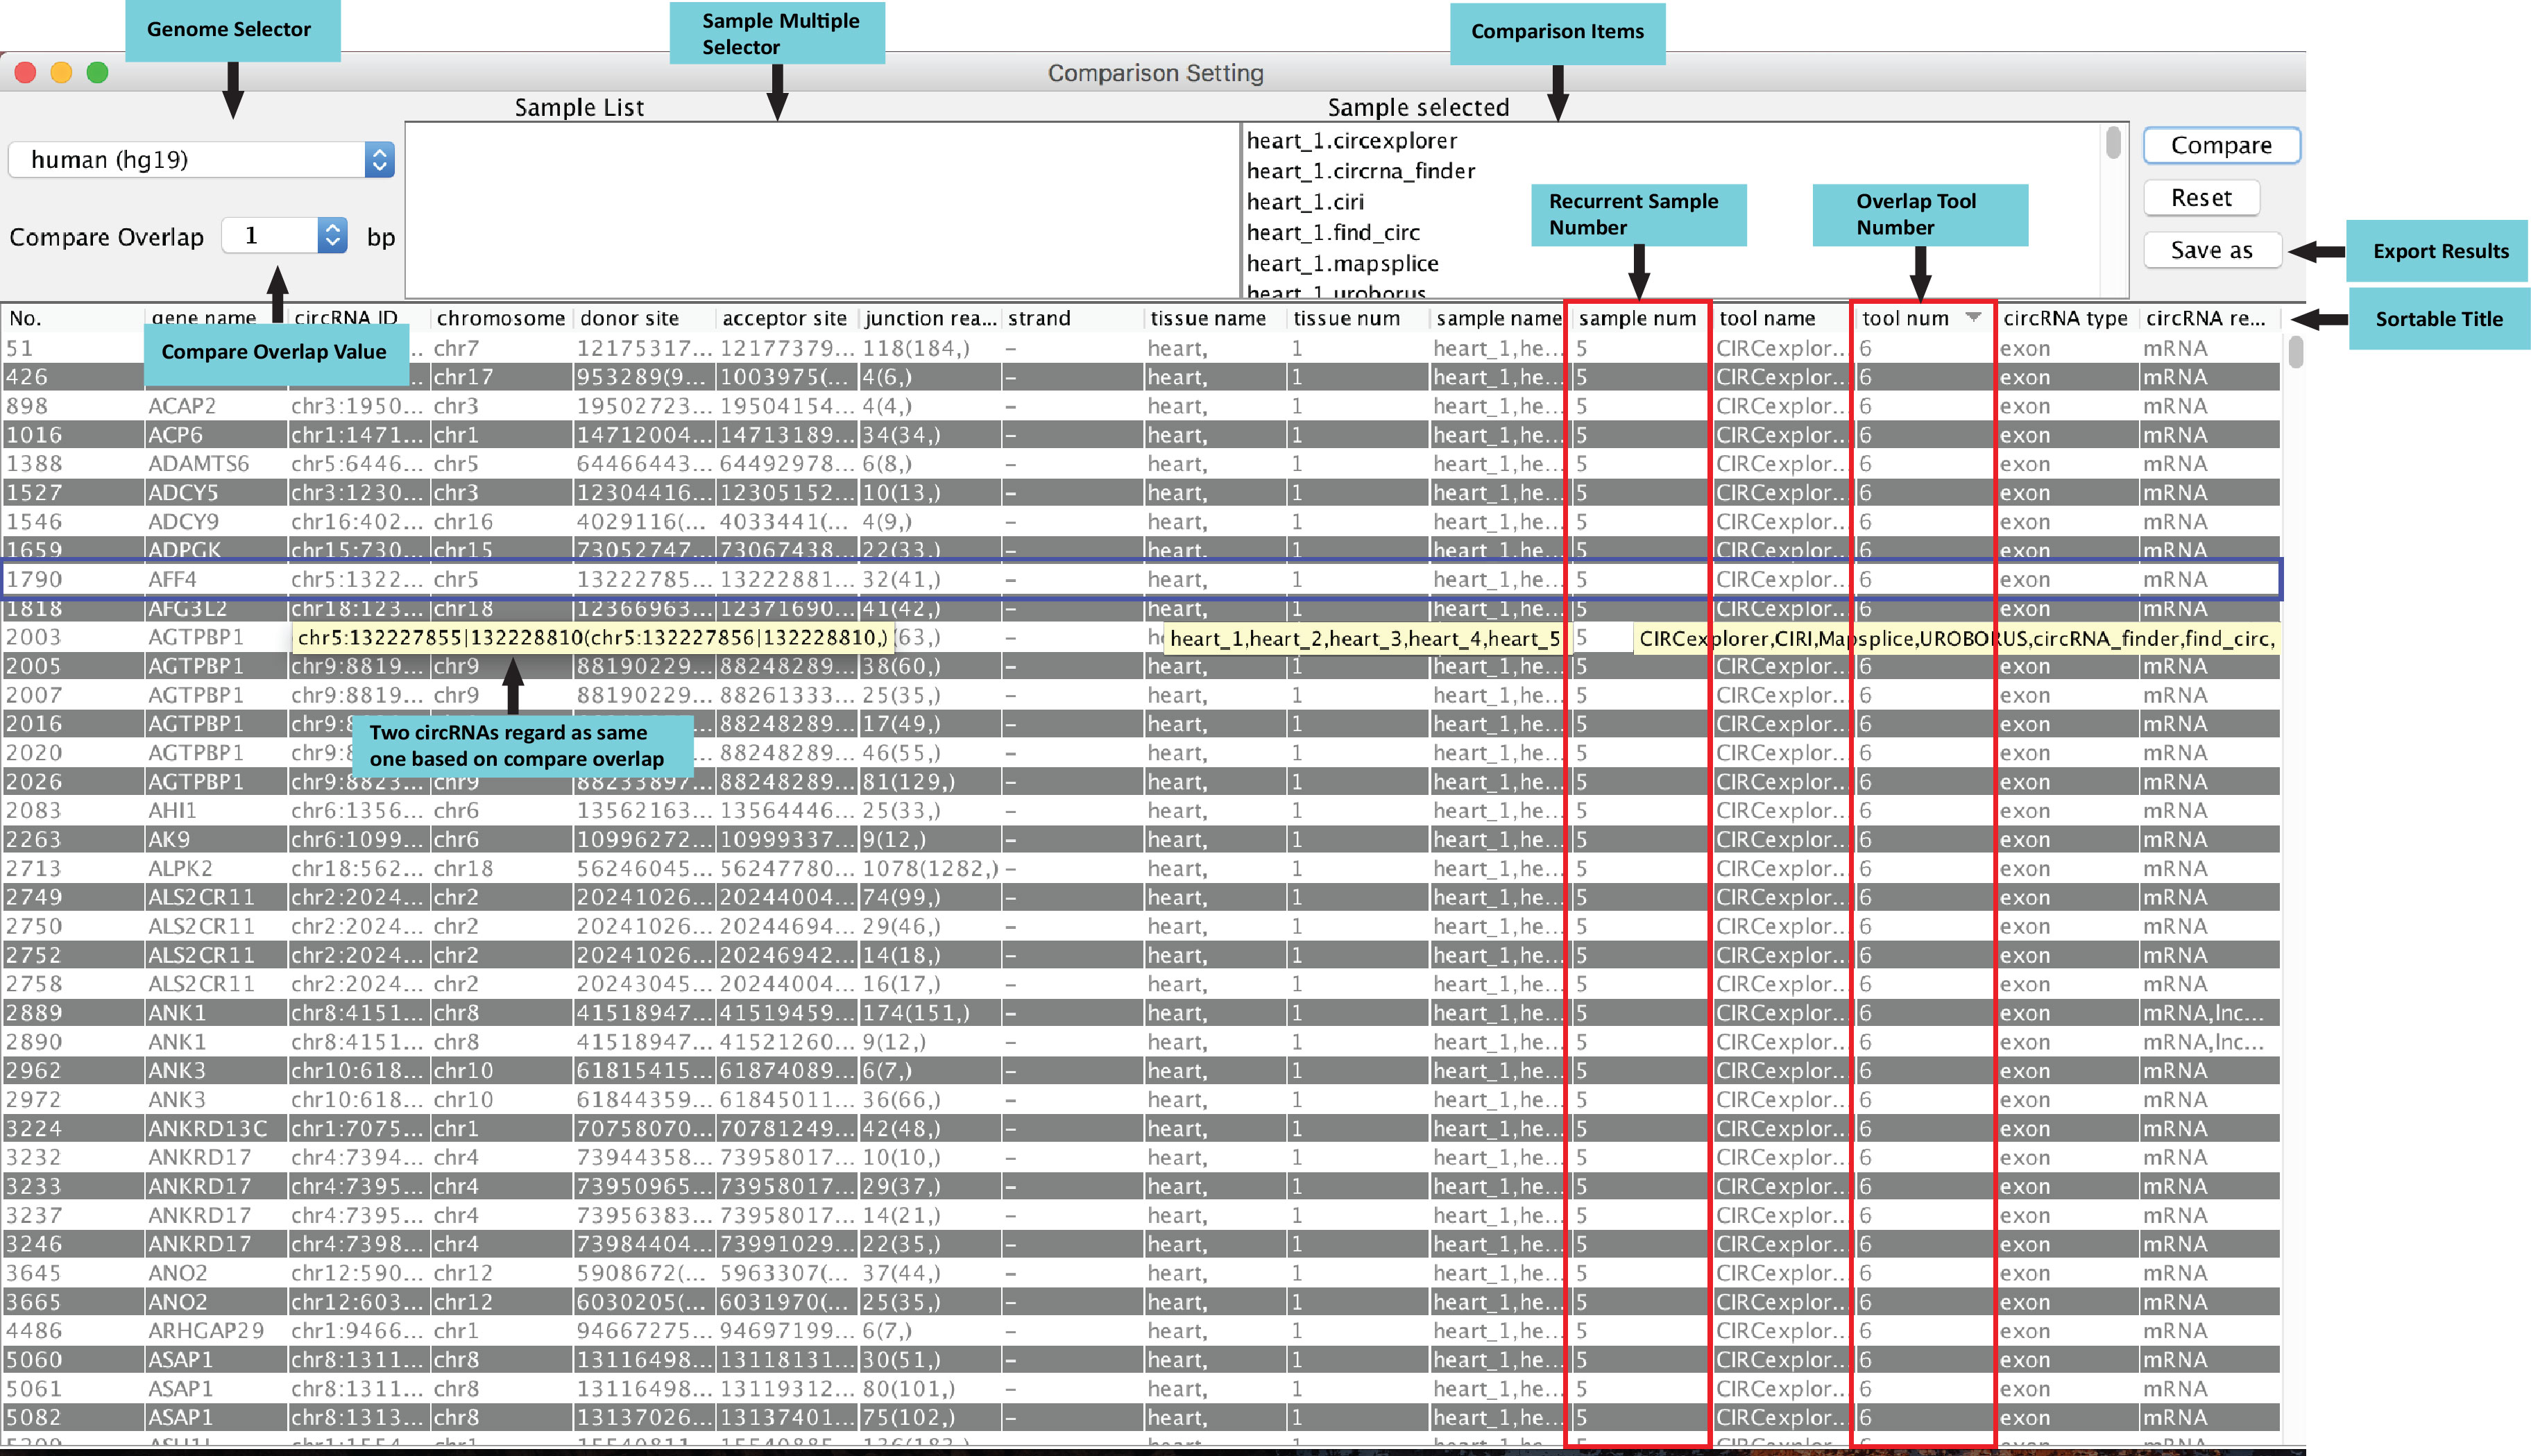 Genome Selector
Sample Multiple
Selector
Comparison Items
Comparison Setting
Sample List
Sample selected
human (hg19)
Compare Overlap 1 bp
heart_1.circexplorer
heart_1.circrna_finder
heart_1.ciri
heart_1.find_circ
heart_1.mapsplice
heart_1.uroborus
Compare
Reset
Save as
Recurrent Sample
Number
Overlap Tool
Number
Export Results
Sortable Title
Compare Overlap Value
No. gene name circRNA ID chromosome donor site acceptor site junction rea... strand tissue name tissue num sample name sample num tool name tool num circRNA type circRNA re...
51 .. chr7 12175317... 12177379... 118(184,) – heart, 1 heart_1,he... 5 CIRCexplor... 6 exon mRNA
426 .. chr17 953289(9... 1003975(... 4(6,) – heart, 1 heart_1,he... 5 CIRCexplor... 6 exon mRNA
898 ACAP2 chr3:1950... chr3 19502723... 19504154... 4(4,) – heart, 1 heart_1,he... 5 CIRCexplor... 6 exon mRNA
1016 ACP6 chr1:1471... chr1 14712004... 14713189... 34(34,) – heart, 1 heart_1,he... 5 CIRCexplor... 6 exon mRNA
1388 ADAMTS6 chr5:6446... chr5 64466443... 64492978... 6(8,) – heart, 1 heart_1,he... 5 CIRCexplor... 6 exon mRNA
1527 ADCY5 chr3:1230... chr3 12304416... 12305152... 10(13,) – heart, 1 heart_1,he... 5 CIRCexplor... 6 exon mRNA
1546 ADCY9 chr16:402... chr16 4029116(... 4033441(... 4(9,) – heart, 1 heart_1,he... 5 CIRCexplor... 6 exon mRNA
1659 ADPGK chr15:730... chr15 73052747... 73067438... 22(33,) – heart, 1 heart_1,he... 5 CIRCexplor... 6 exon mRNA
1790 AFF4 chr5:1322... chr5 13222785... 13222881... 32(41,) – heart, 1 heart_1,he... 5 CIRCexplor... 6 exon mRNA
1818 AFG3L2 chr18:123... chr18 12366963... 12371690... 41(42,) – heart, 1 heart_1,he... 5 CIRCexplor... 6 exon mRNA
2003 AGTPBP1 chr5:132227855|132228810(chr5:132227856|132228810,) (63,) heart_1,heart_2,heart_3,heart_4,heart_5 5 CIRCexplorer,CIRI,Mapsplice,UROBORUS,circRNA_finder,find_circ,
2005 AGTPBP1 chr9:8819... chr9 88190229... 88248289... 38(60,) – heart, 1 heart_1,he... 5 CIRCexplor... 6 exon mRNA
2007 AGTPBP1 chr9:8819... chr9 88190229... 88261333... 25(35,) – heart, 1 heart_1,he... 5 CIRCexplor... 6 exon mRNA
2016 AGTPBP1 chr9:8 88248289... 17(49,) – heart, 1 heart_1,he... 5 CIRCexplor... 6 exon mRNA
Two circRNAs regard as same
one based on compare overlap
2020 AGTPBP1 chr9:8 88248289... 46(55,) – heart, 1 heart_1,he... 5 CIRCexplor... 6 exon mRNA
2026 AGTPBP1 chr9:8823... chr9 88233897... 88248289... 81(129,) – heart, 1 heart_1,he... 5 CIRCexplor... 6 exon mRNA
2083 AHI1 chr6:1356... chr6 13562163... 13564446... 25(33,) – heart, 1 heart_1,he... 5 CIRCexplor... 6 exon mRNA
2263 AK9 chr6:1099... chr6 10996272... 10999337... 9(12,) – heart, 1 heart_1,he... 5 CIRCexplor... 6 exon mRNA
2713 ALPK2 chr18:562... chr18 56246045... 56247780... 1078(1282,) – heart, 1 heart_1,he... 5 CIRCexplor... 6 exon mRNA
2749 ALS2CR11 chr2:2024... chr2 20241026... 20244004... 74(99,) – heart, 1 heart_1,he... 5 CIRCexplor... 6 exon mRNA
2750 ALS2CR11 chr2:2024... chr2 20241026... 20244694... 29(46,) – heart, 1 heart_1,he... 5 CIRCexplor... 6 exon mRNA
2752 ALS2CR11 chr2:2024... chr2 20241026... 20246942... 14(18,) – heart, 1 heart_1,he... 5 CIRCexplor... 6 exon mRNA
2758 ALS2CR11 chr2:2024... chr2 20243045... 20244004... 16(17,) – heart, 1 heart_1,he... 5 CIRCexplor... 6 exon mRNA
2889 ANK1 chr8:4151... chr8 41518947... 41519459... 174(151,) – heart, 1 heart_1,he... 5 CIRCexplor... 6 exon mRNA,lnc...
2890 ANK1 chr8:4151... chr8 41518947... 41521260... 9(12,) – heart, 1 heart_1,he... 5 CIRCexplor... 6 exon mRNA,lnc...
2962 ANK3 chr10:618... chr10 61815415... 61874089... 6(7,) – heart, 1 heart_1,he... 5 CIRCexplor... 6 exon mRNA
2972 ANK3 chr10:618... chr10 61844359... 61845011... 36(66,) – heart, 1 heart_1,he... 5 CIRCexplor... 6 exon mRNA
3224 ANKRD13C chr1:7075... chr1 70758070... 70781249... 42(48,) – heart, 1 heart_1,he... 5 CIRCexplor... 6 exon mRNA
3232 ANKRD17 chr4:7394... chr4 73944358... 73958017... 10(10,) – heart, 1 heart_1,he... 5 CIRCexplor... 6 exon mRNA
3233 ANKRD17 chr4:7395... chr4 73950965... 73958017... 29(37,) – heart, 1 heart_1,he... 5 CIRCexplor... 6 exon mRNA
3237 ANKRD17 chr4:7395... chr4 73956383... 73958017... 14(21,) – heart, 1 heart_1,he... 5 CIRCexplor... 6 exon mRNA
3246 ANKRD17 chr4:7398... chr4 73984404... 73991029... 22(35,) – heart, 1 heart_1,he... 5 CIRCexplor... 6 exon mRNA
3645 ANO2 chr12:590... chr12 5908672(... 5963307(... 37(44,) – heart, 1 heart_1,he... 5 CIRCexplor... 6 exon mRNA
3665 ANO2 chr12:603... chr12 6030205(... 6031970(... 25(35,) – heart, 1 heart_1,he... 5 CIRCexplor... 6 exon mRNA
4486 ARHGAP29 chr1:9466... chr1 94667275... 94697199... 6(7,) – heart, 1 heart_1,he... 5 CIRCexplor... 6 exon mRNA
5060 ASAP1 chr8:1311... chr8 13116498... 13118131... 30(51,) – heart, 1 heart_1,he... 5 CIRCexplor... 6 exon mRNA
5061 ASAP1 chr8:1311... chr8 13116498... 13119312... 80(101,) – heart, 1 heart_1,he... 5 CIRCexplor... 6 exon mRNA
5082 ASAP1 chr8:1313... chr8 13137026... 13137401... 75(102,) – heart, 1 heart_1,he... 5 CIRCexplor... 6 exon mRNA